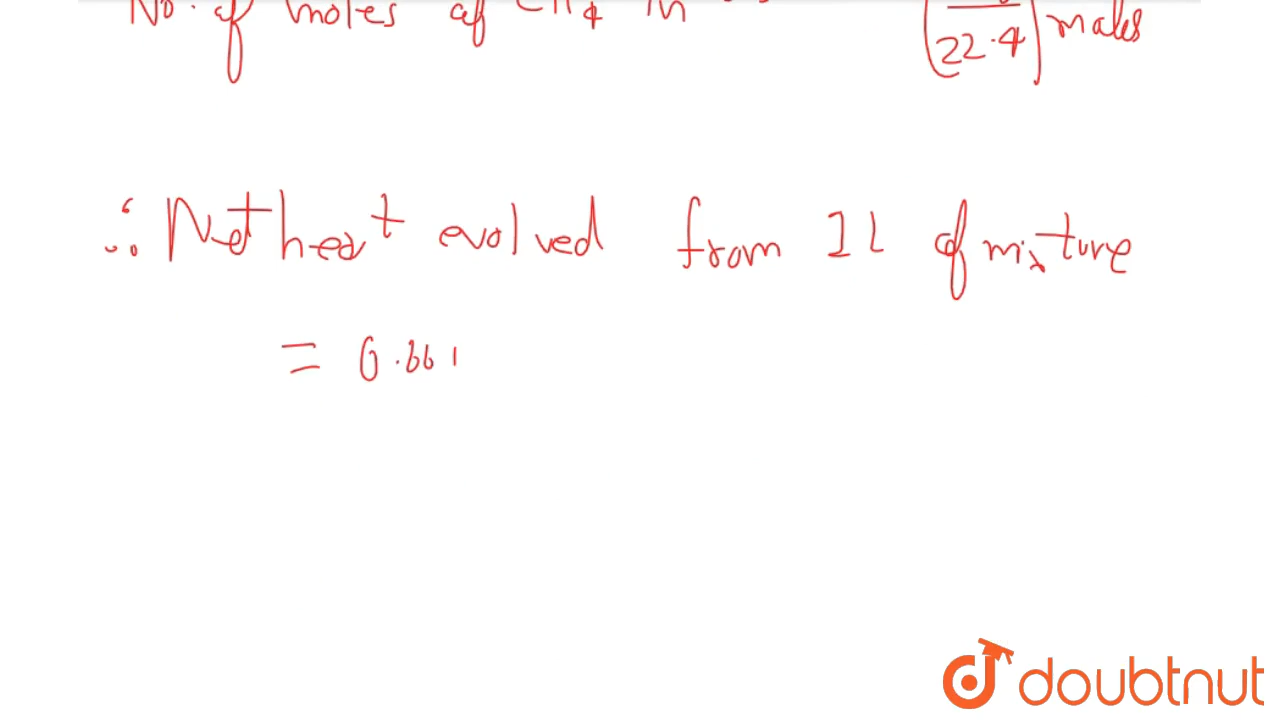 No. of moles of CH4 in
22.4 moles
∴ Net heat evolved from 1L of mixture
= 0.661
doubtnut